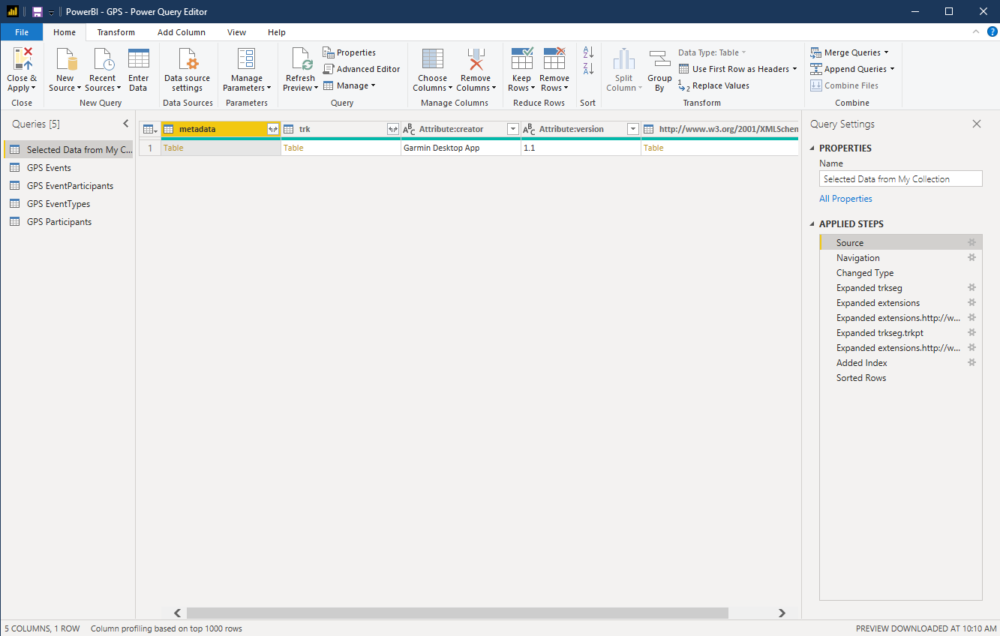 PowerBI - GPS - Power Query Editor
File Home Transform Add Column View Help
Close & Apply
New Source
Recent Sources
Enter Data
Data source settings
Manage Parameters
Refresh Preview
Properties
Advanced Editor
Manage
Choose Columns
Remove Columns
Keep Rows
Remove Rows
A Z
Z A
Split Column
Group By
Data Type: Table
Use First Row as Headers
1 2 Replace Values
Merge Queries
Append Queries
Combine Files
Close New Query Data Sources Parameters Query Manage Columns Reduce Rows Sort Transform Combine
Queries [5]
Selected Data from My C...
GPS Events
GPS EventParticipants
GPS EventTypes
GPS Participants
metadata trk ABC Attribute:creator ABC Attribute:version http://www.w3.org/2001/XMLSchem
1 Table Table Garmin Desktop App 1.1 Table
Query Settings
PROPERTIES
Name
Selected Data from My Collection
All Properties
APPLIED STEPS
Source
Navigation
Changed Type
Expanded trkseg
Expanded extensions
Expanded extensions.http://w...
Expanded trkseg.trkpt
Expanded extensions.http://w...
Added Index
Sorted Rows
5 COLUMNS, 1 ROW Column profiling based on top 1000 rows PREVIEW DOWNLOADED AT 10:10 AM